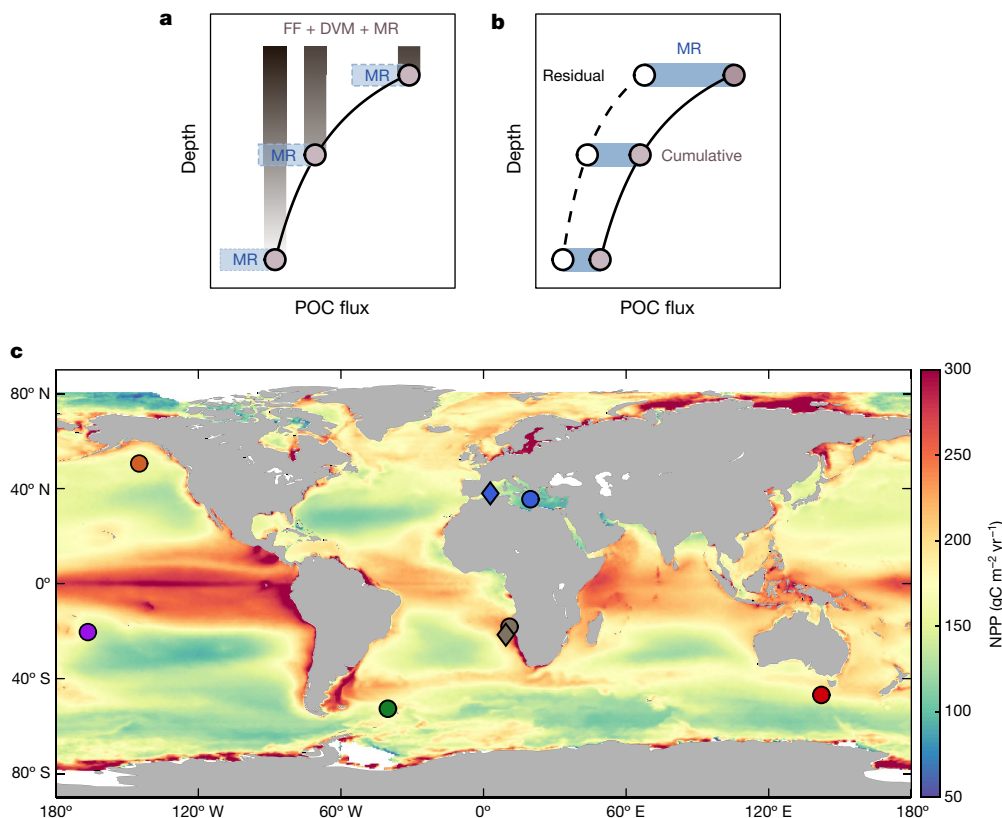 a
FF + DVM + MR
MR
MR
MR
Depth
POC flux
b
MR
Residual
Cumulative
Depth
POC flux
c
80° N
40° N
0°
40° S
80° S
180°
120° W
60° W
0°
60° E
120° E
180°
300
250
200
150
100
50
NPP (gC m⁻² yr⁻¹)